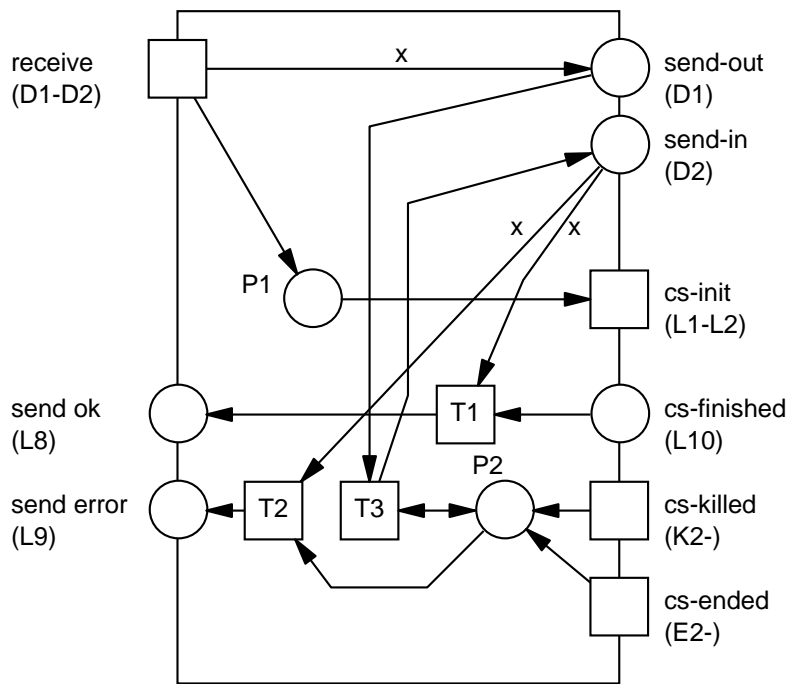 receive
(D1-D2)
x
send-out
(D1)
send-in
(D2)
x
x
P1
cs-init
(L1-L2)
send ok
(L8)
T1
cs-finished
(L10)
P2
send error
(L9)
T2
T3
cs-killed
(K2-)
cs-ended
(E2-)